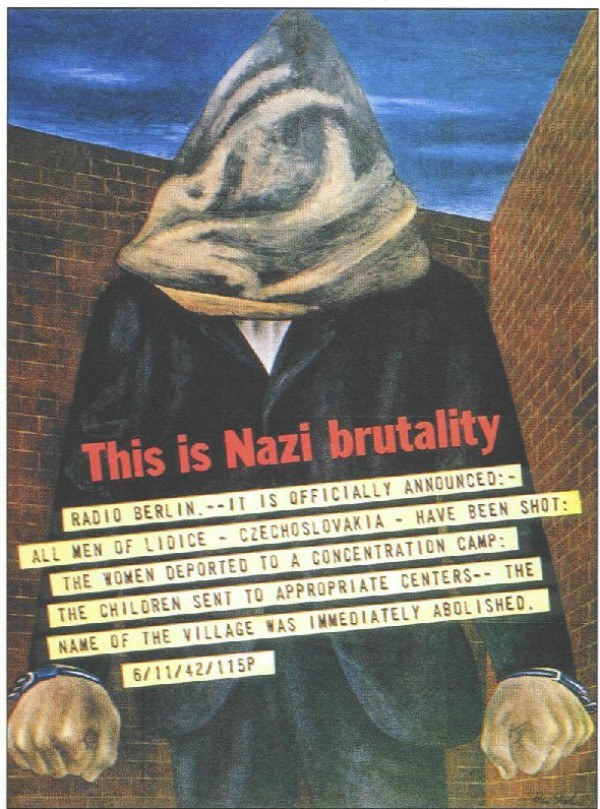 This is Nazi brutality
RADIO BERLIN.--IT IS OFFICIALLY ANNOUNCED:-
ALL MEN OF LIDICE - CZECHOSLOVAKIA - HAVE BEEN SHOT:
THE WOMEN DEPORTED TO A CONCENTRATION CAMP:
THE CHILDREN SENT TO APPROPRIATE CENTERS-- THE
NAME OF THE VILLAGE WAS IMMEDIATELY ABOLISHED.
6/11/42/115P